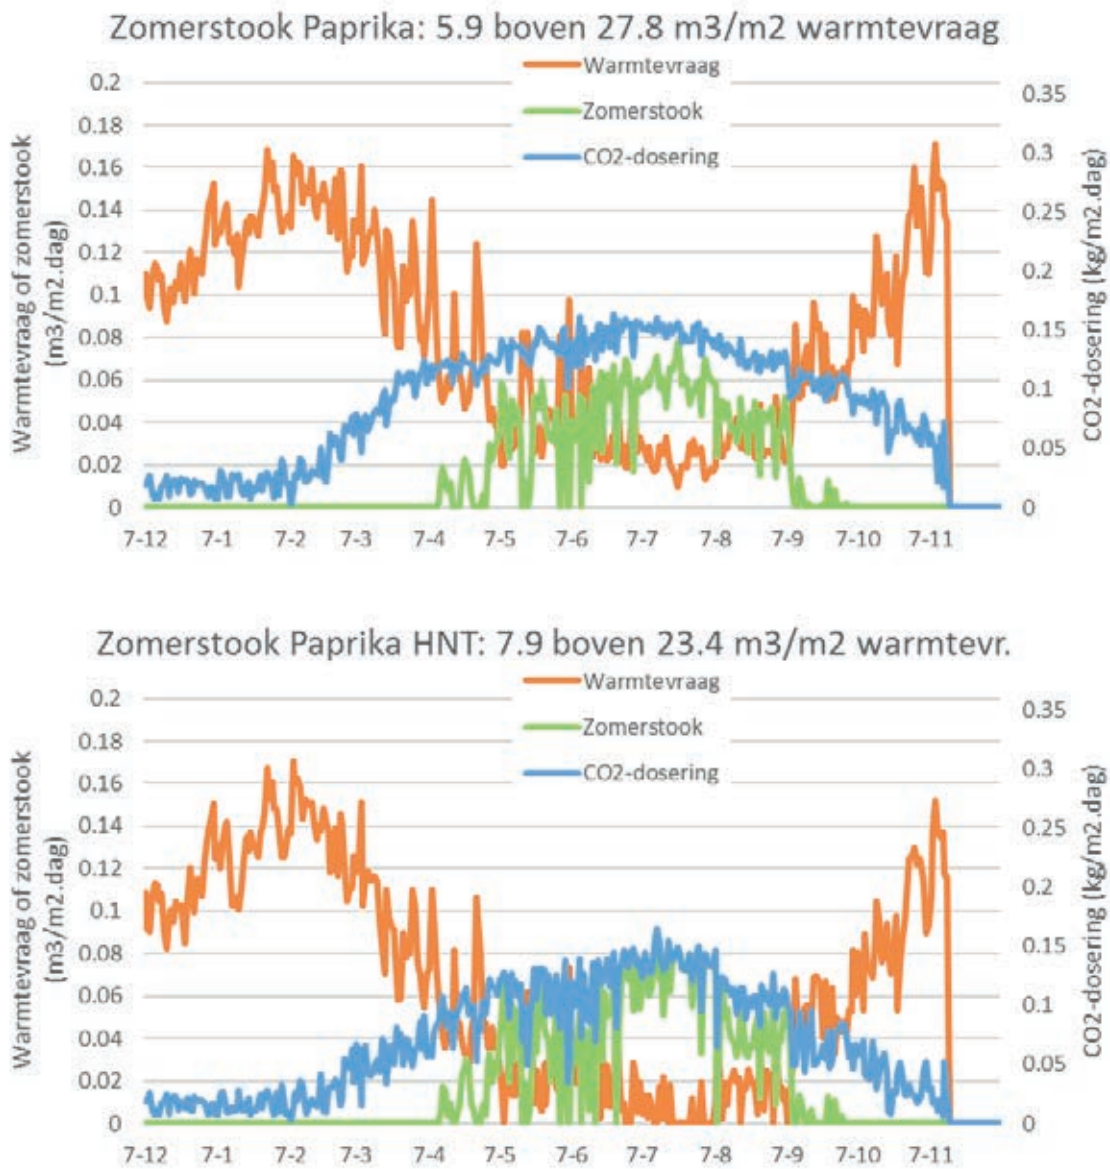 Zomerstook Paprika: 5.9 boven 27.8 m3/m2 warmtevraag
Warmtevraag
Zomerstook
CO2-dosering
Warmtevraag of zomerstook
(m3/m2.dag)
0.2
0.18
0.16
0.14
0.12
0.1
0.08
0.06
0.04
0.02
0
0.35
0.3
0.25
0.2
0.15
0.1
0.05
0
CO2-dosering (kg/m2.dag)
7-12 7-1 7-2 7-3 7-4 7-5 7-6 7-7 7-8 7-9 7-10 7-11
Zomerstook Paprika HNT: 7.9 boven 23.4 m3/m2 warmtevr.
Warmtevraag
Zomerstook
CO2-dosering
Warmtevraag of zomerstook
(m3/m2.dag)
0.2
0.18
0.16
0.14
0.12
0.1
0.08
0.06
0.04
0.02
0
0.35
0.3
0.25
0.2
0.15
0.1
0.05
0
CO2-dosering (kg/m2.dag)
7-12 7-1 7-2 7-3 7-4 7-5 7-6 7-7 7-8 7-9 7-10 7-11